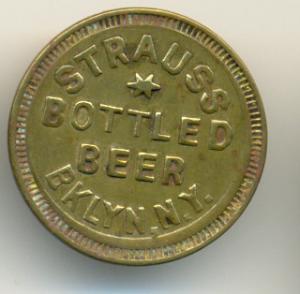 STRAUSS
BOTTLED
BEER
BKLYN, N.Y.